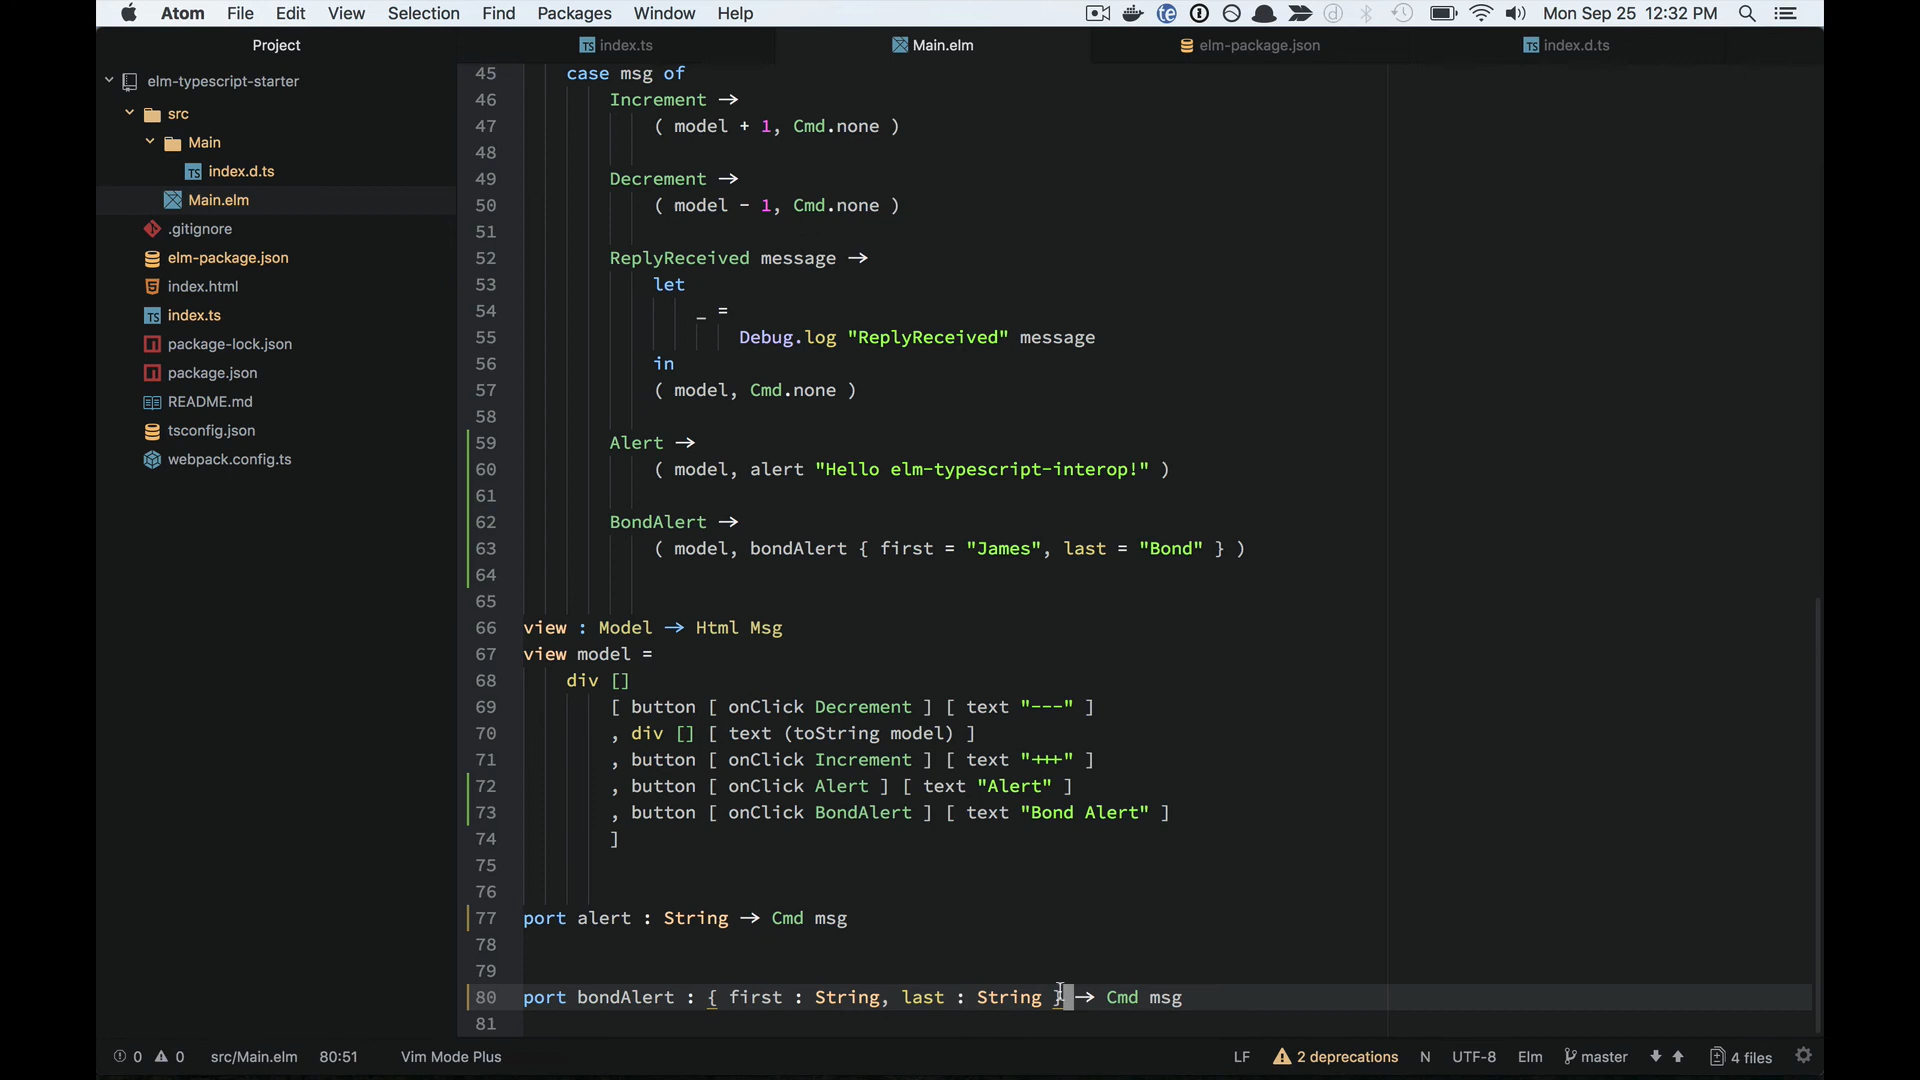 Atom File Edit View Selection Find Packages Window Help Mon Sep 25 12:32 PM
Project index.ts Main.elm elm-package.json index.d.ts
elm-typescript-starter
src
Main
index.d.ts
Main.elm
.gitignore
elm-package.json
index.html
index.ts
package-lock.json
package.json
README.md
tsconfig.json
webpack.config.ts
45 case msg of
46 Increment →
47 ( model + 1, Cmd.none )
48
49 Decrement →
50 ( model - 1, Cmd.none )
51
52 ReplyReceived message →
53 let
54 _ =
55 Debug.log "ReplyReceived" message
56 in
57 ( model, Cmd.none )
58
59 Alert →
60 ( model, alert "Hello elm-typescript-interop!" )
61
62 BondAlert →
63 ( model, bondAlert { first = "James", last = "Bond" } )
64
65
66 view : Model → Html Msg
67 view model =
68 div []
69 [ button [ onClick Decrement ] [ text "---" ]
70 , div [] [ text (toString model) ]
71 , button [ onClick Increment ] [ text "+++" ]
72 , button [ onClick Alert ] [ text "Alert" ]
73 , button [ onClick BondAlert ] [ text "Bond Alert" ]
74 ]
75
76
77 port alert : String → Cmd msg
78
79
80 port bondAlert : { first : String, last : String } → Cmd msg
81
0 0 src/Main.elm 80:51 Vim Mode Plus LF 2 deprecations N UTF-8 Elm master 4 files